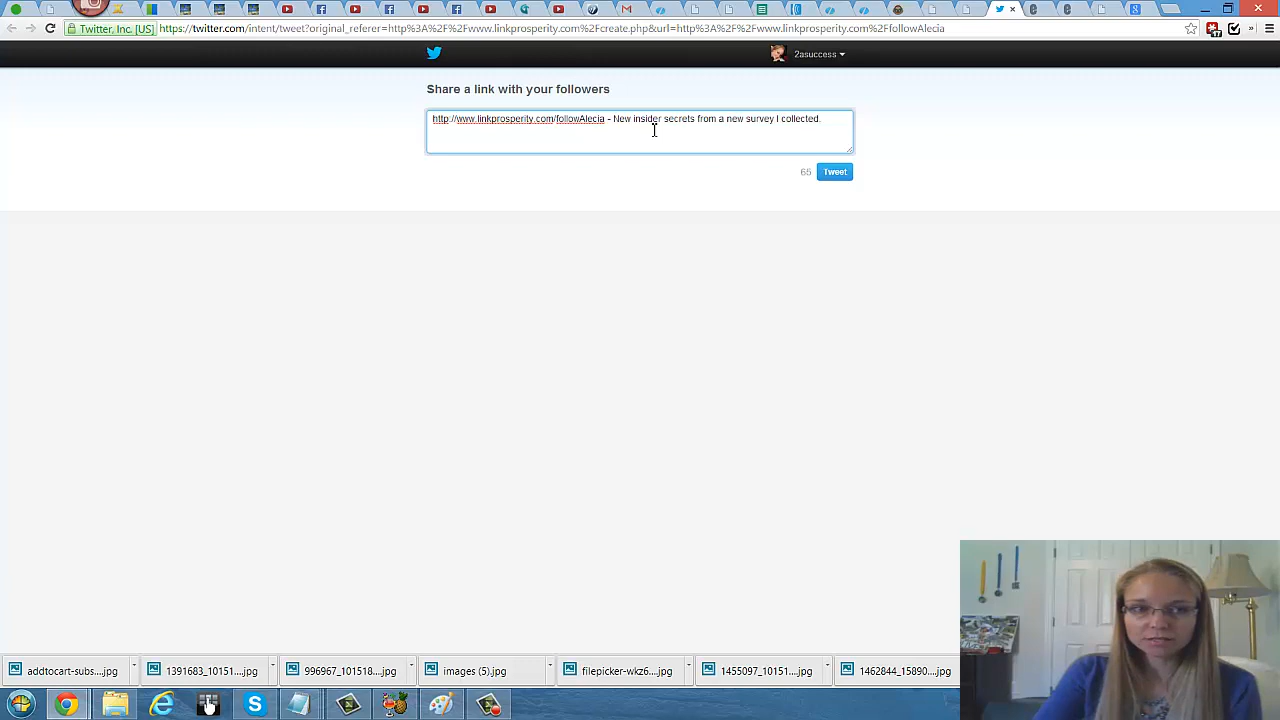 Twitter, Inc. [US]
https://twitter.com/intent/tweet?original_referer=http%3A%2F%2Fwww.linkprosperity.com%2Fcreate.php&url=http%3A%2F%2Fwww.linkprosperity.com%2FfollowAlecia
2asuccess
Share a link with your followers
http://www.linkprosperity.com/followAlecia - New insider secrets from a new survey I collected.
65
Tweet
addtocart-subs....jpg
1391683_10151....jpg
996967_101518....jpg
images (5).jpg
filepicker-wkz6....jpg
1455097_10151....jpg
1462844_15890....jpg